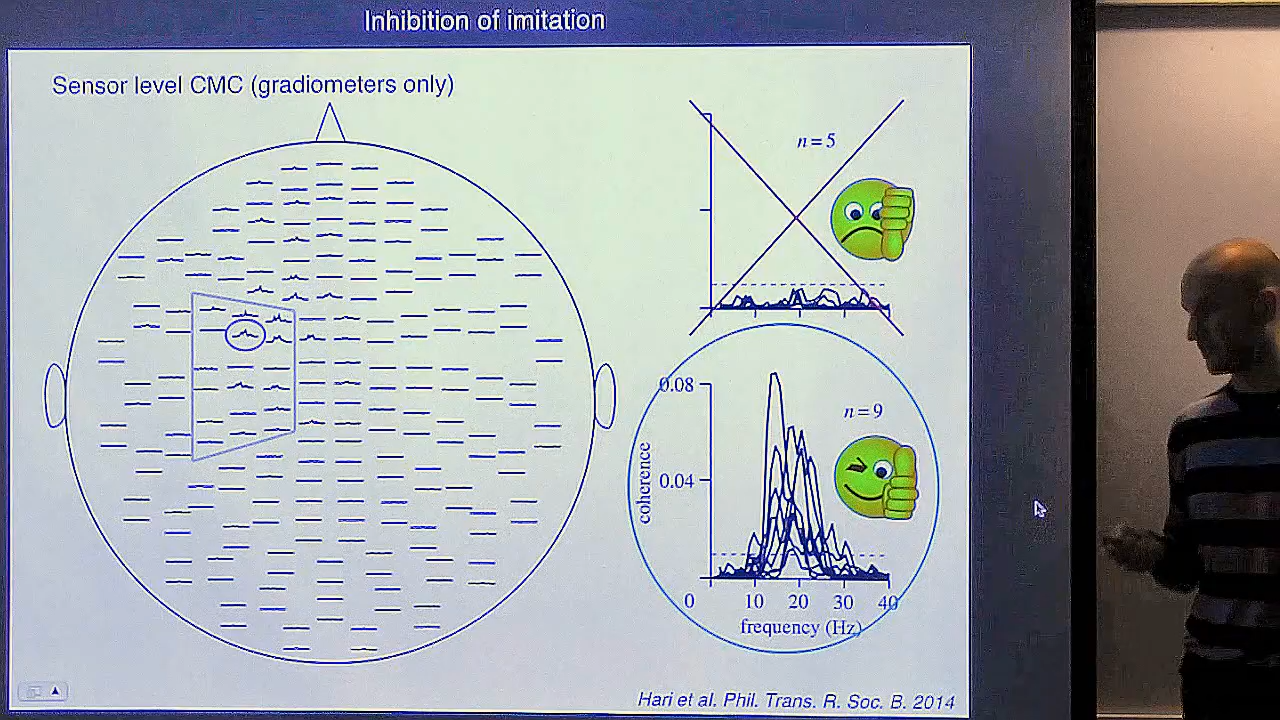 Inhibition of imitation
Sensor level CMC (gradiometers only)
n = 5
n = 9
0.08
0.04
coherence
0 10 20 30 40
frequency (Hz)
Hari et al. Phil. Trans. R. Soc. B. 2014